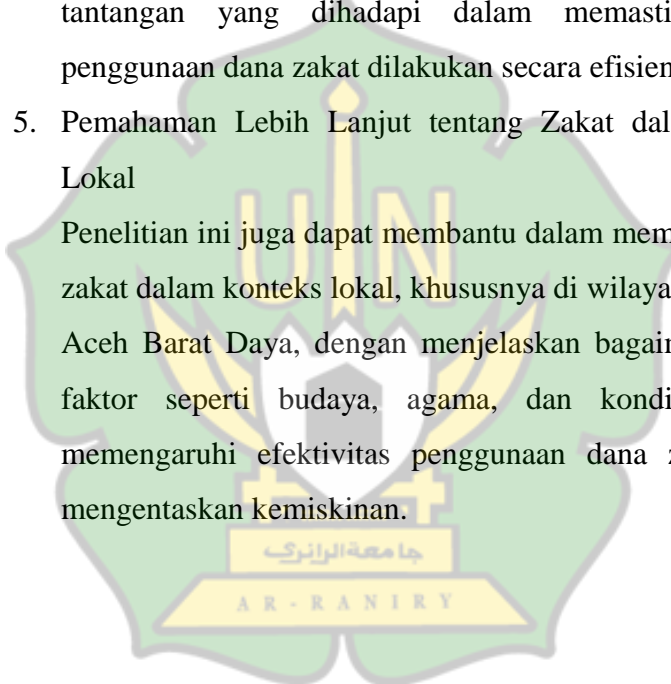 tantangan yang dihadapi dalam memasti
penggunaan dana zakat dilakukan secara efisien
5. Pemahaman Lebih Lanjut tentang Zakat dal
Lokal
Penelitian ini juga dapat membantu dalam mem
zakat dalam konteks lokal, khususnya di wilaya
Aceh Barat Daya, dengan menjelaskan bagain
faktor seperti budaya, agama, dan kondi
memengaruhi efektivitas penggunaan dana z
mengentaskan kemiskinan.
UIN
جامعة الرانري
AR-RANIRY